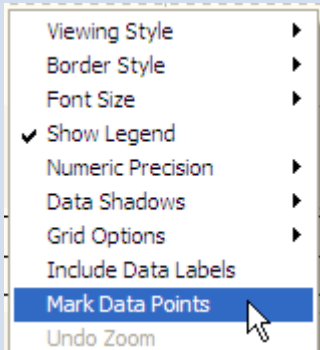 Viewing Style
Border Style
Font Size
Show Legend
Numeric Precision
Data Shadows
Grid Options
Include Data Labels
Mark Data Points
Undo Zoom